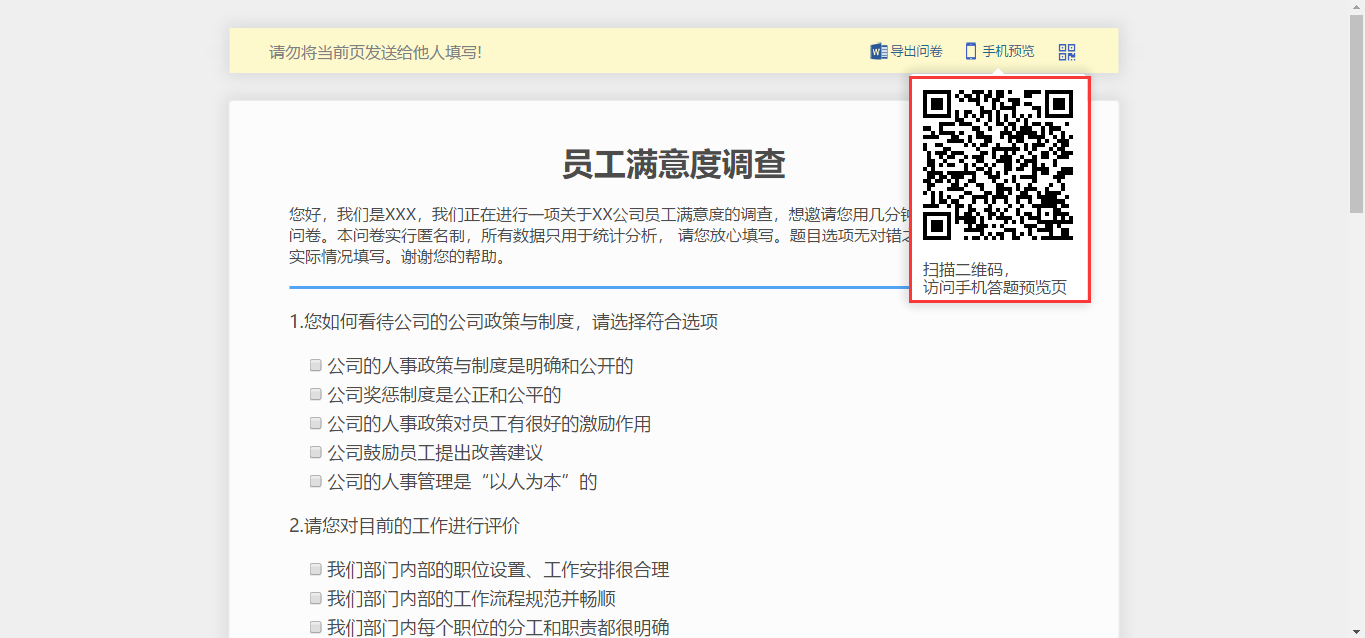 请勿将当前页发送给他人填写!
导出问卷
手机预览
扫描二维码，
访问手机答题预览页
员工满意度调查
您好，我们是XXX，我们正在进行一项关于XX公司员工满意度的调查，想邀请您用几分钟
问卷。本问卷实行匿名制，所有数据只用于统计分析， 请您放心填写。题目选项无对错之
实际情况填写。谢谢您的帮助。
1.您如何看待公司的公司政策与制度，请选择符合选项
公司的人事政策与制度是明确和公开的
公司奖惩制度是公正和公平的
公司的人事政策对员工有很好的激励作用
公司鼓励员工提出改善建议
公司的人事管理是“以人为本”的
2.请您对目前的工作进行评价
我们部门内部的职位设置、工作安排很合理
我们部门内部的工作流程规范并畅顺
我们部门内每个职位的分工和职责都很明确